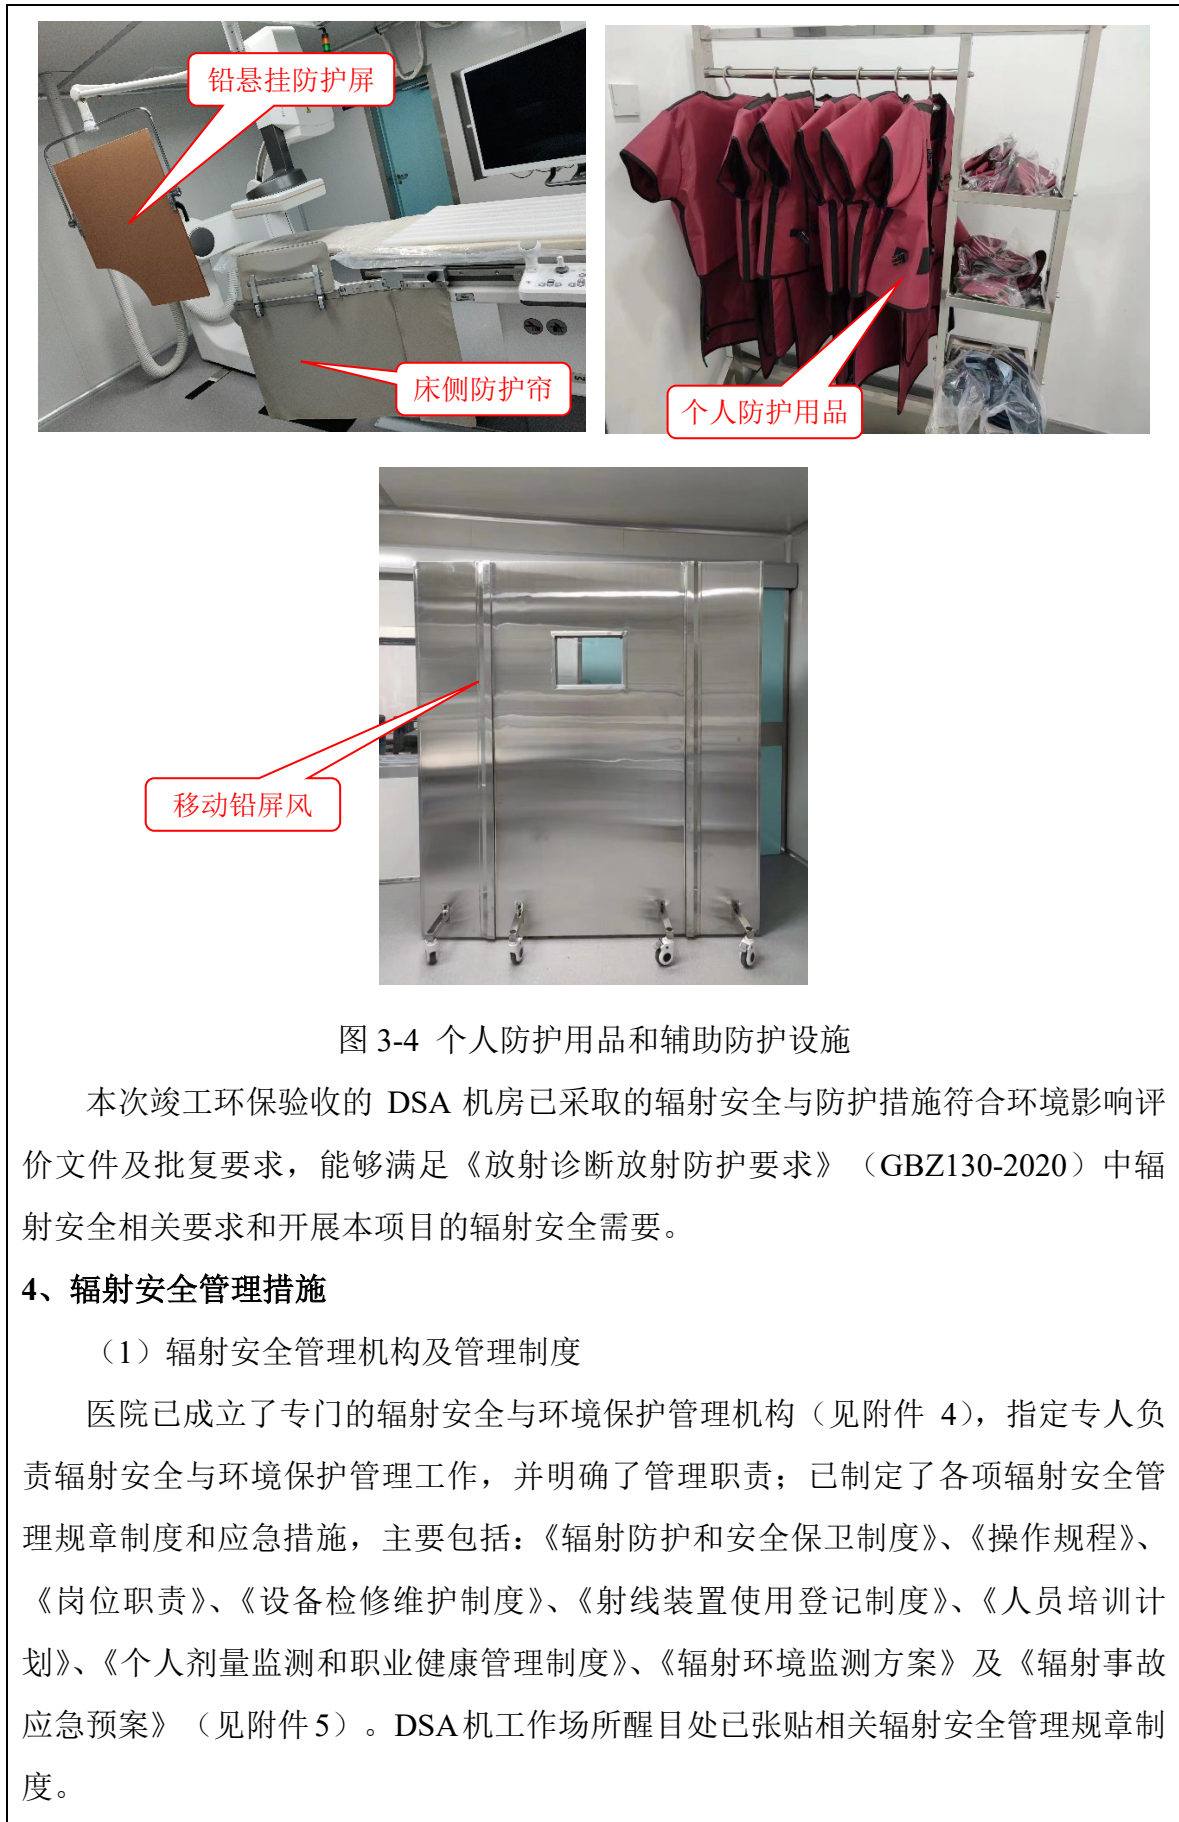 铅悬挂防护屏
床侧防护帘
个人防护用品
移动铅屏风
图 3-4 个人防护用品和辅助防护设施
本次竣工环保验收的 DSA 机房已采取的辐射安全与防护措施符合环境影响评
价文件及批复要求，能够满足《放射诊断放射防护要求》（GBZ130-2020）中辐
射安全相关要求和开展本项目的辐射安全需要。
4、辐射安全管理措施
（1）辐射安全管理机构及管理制度
医院已成立了专门的辐射安全与环境保护管理机构（见附件 4），指定专人负
责辐射安全与环境保护管理工作，并明确了管理职责；已制定了各项辐射安全管
理规章制度和应急措施，主要包括：《辐射防护和安全保卫制度》、《操作规程》、
《岗位职责》、《设备检修维护制度》、《射线装置使用登记制度》、《人员培训计
划》、《个人剂量监测和职业健康管理制度》、《辐射环境监测方案》及《辐射事故
应急预案》（见附件 5）。DSA 机工作场所醒目处已张贴相关辐射安全管理规章制
度。